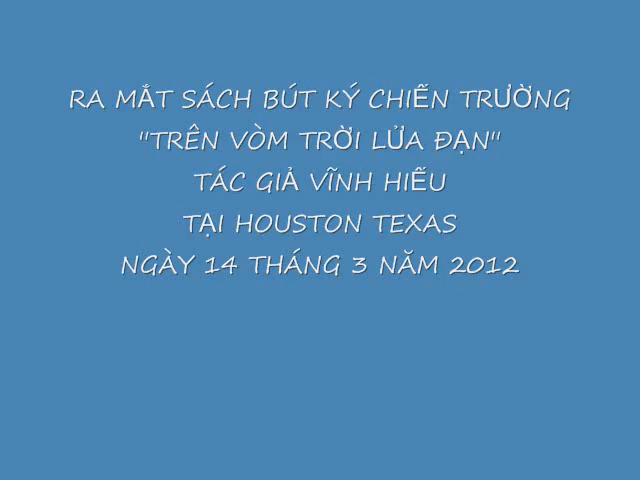 RA MẮT SÁCH BÚT KÝ CHIẾN TRƯỜNG
"TRÊN VÒM TRỜI LỬA ĐẠN"
TÁC GIẢ VĨNH HIẾU
TẠI HOUSTON TEXAS
NGÀY 14 THÁNG 3 NĂM 2012